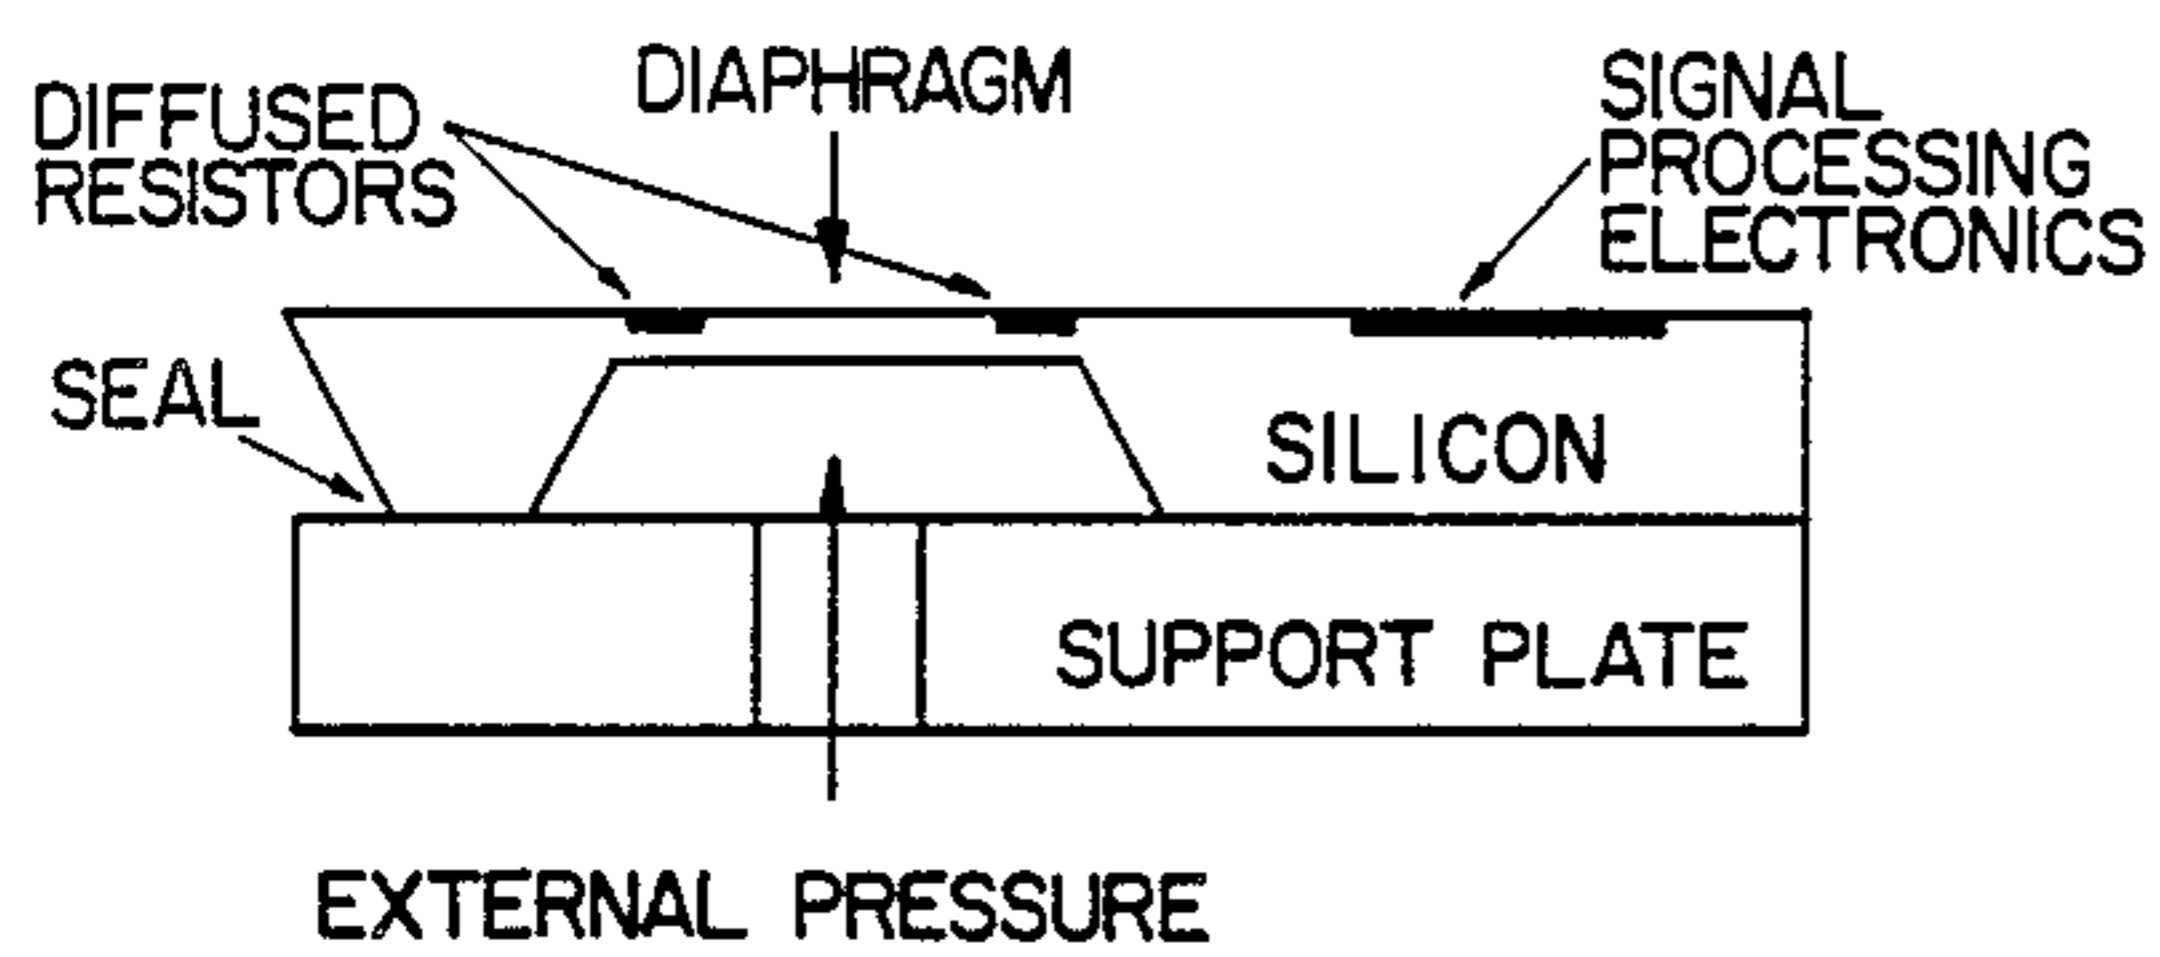 DIAPHRAGM
DIFFUSED
RESISTORS
SIGNAL
PROCESSING
ELECTRONICS
SEAL
SILICON
SUPPORT PLATE
EXTERNAL PRESSURE